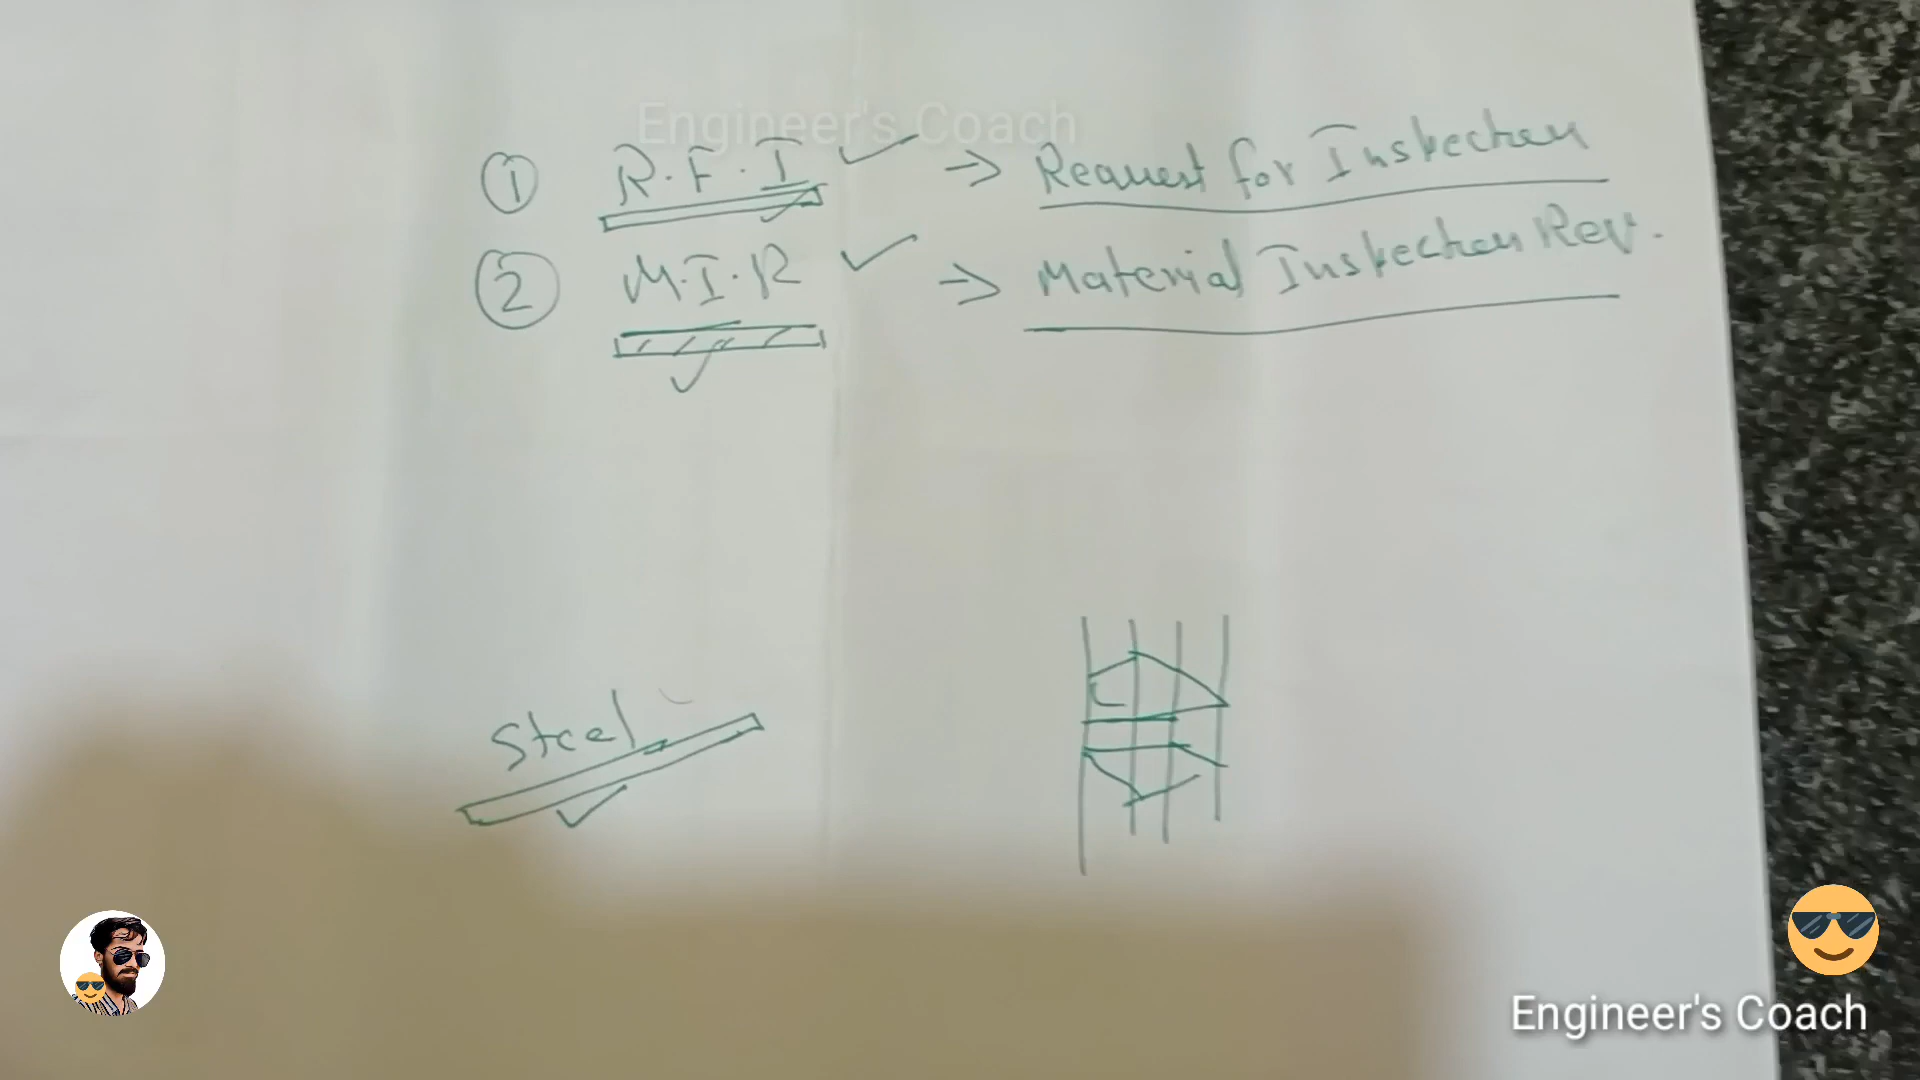 Engineer's Coach
① R.F.I → Request for Inspection
② M.I.R → Material Inspection Rev.
Steel
Engineer's Coach